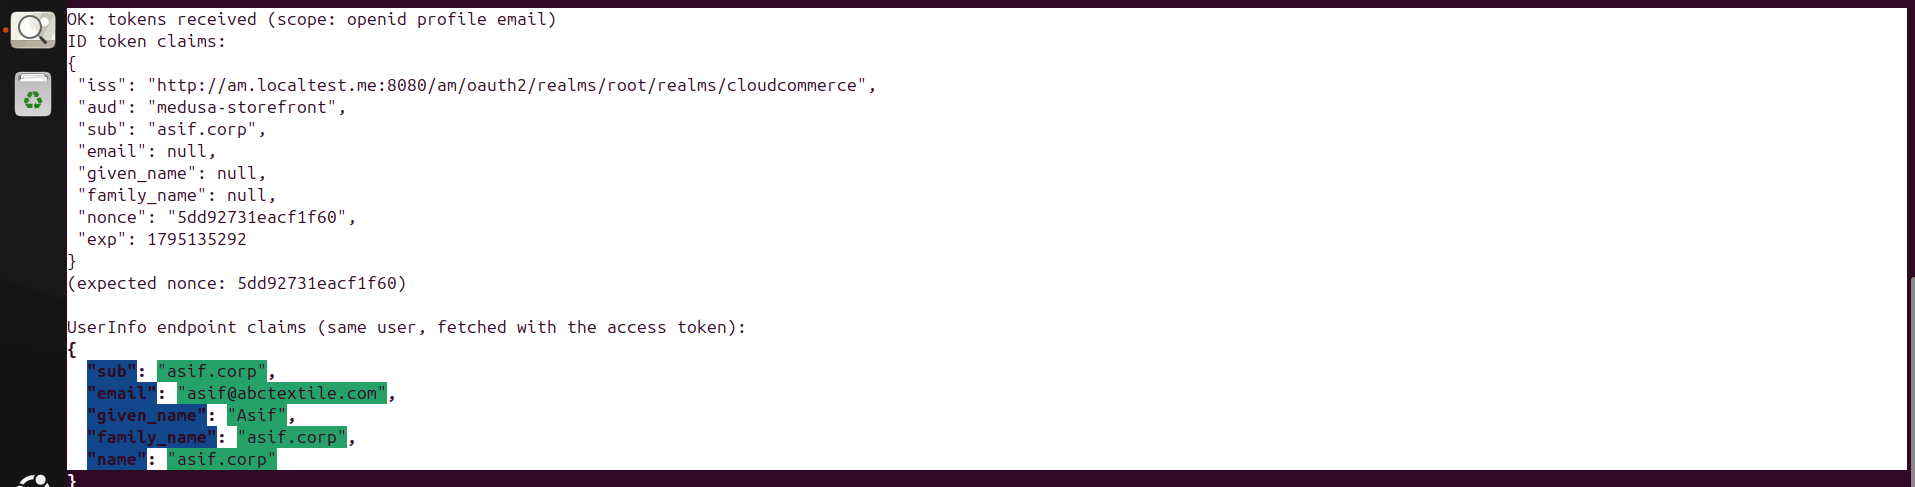 OK: tokens received (scope: openid profile email)
ID token claims:
{
 "iss": "http://am.localtest.me:8080/am/oauth2/realms/root/realms/cloudcommerce",
 "aud": "medusa-storefront",
 "sub": "asif.corp",
 "email": null,
 "given_name": null,
 "family_name": null,
 "nonce": "5dd92731eacf1f60",
 "exp": 1795135292
}
(expected nonce: 5dd92731eacf1f60)

UserInfo endpoint claims (same user, fetched with the access token):
{
  "sub": "asif.corp",
  "email": "asif@abctextile.com",
  "given_name": "Asif",
  "family_name": "asif.corp",
  "name": "asif.corp"
}